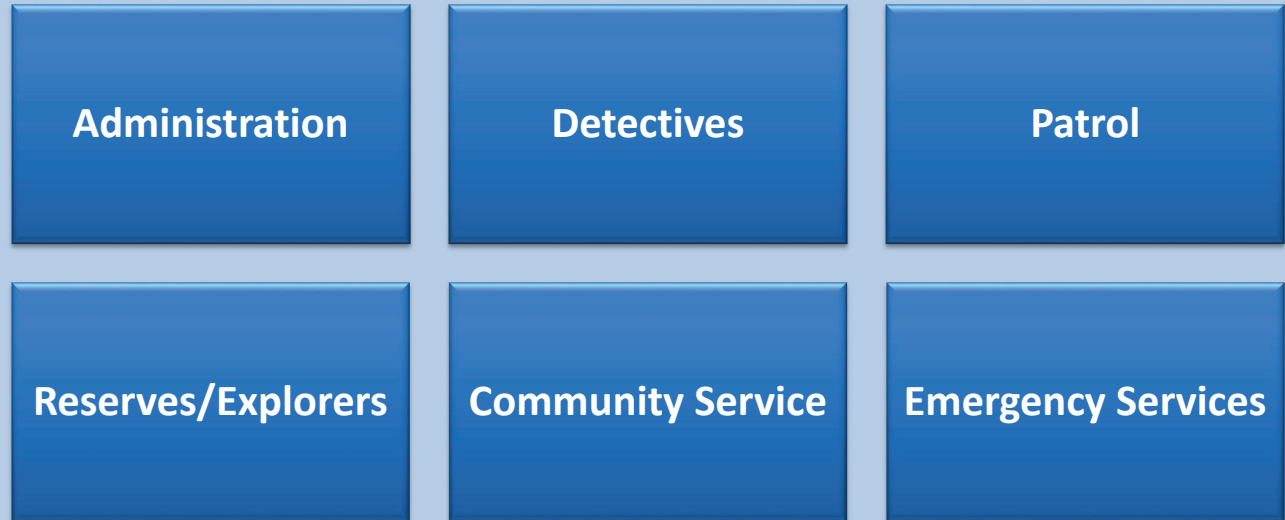 Administration
Detectives
Patrol
Reserves/Explorers
Community Service
Emergency Services